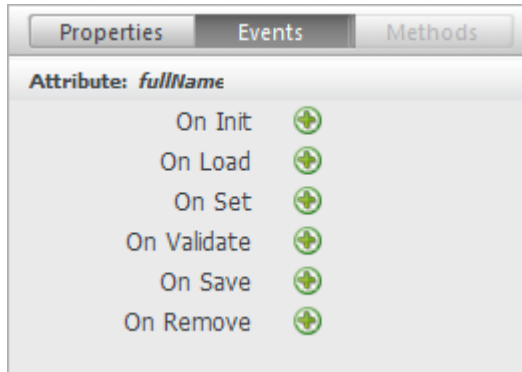 Properties Events Methods
Attribute: fullName
On Init
On Load
On Set
On Validate
On Save
On Remove